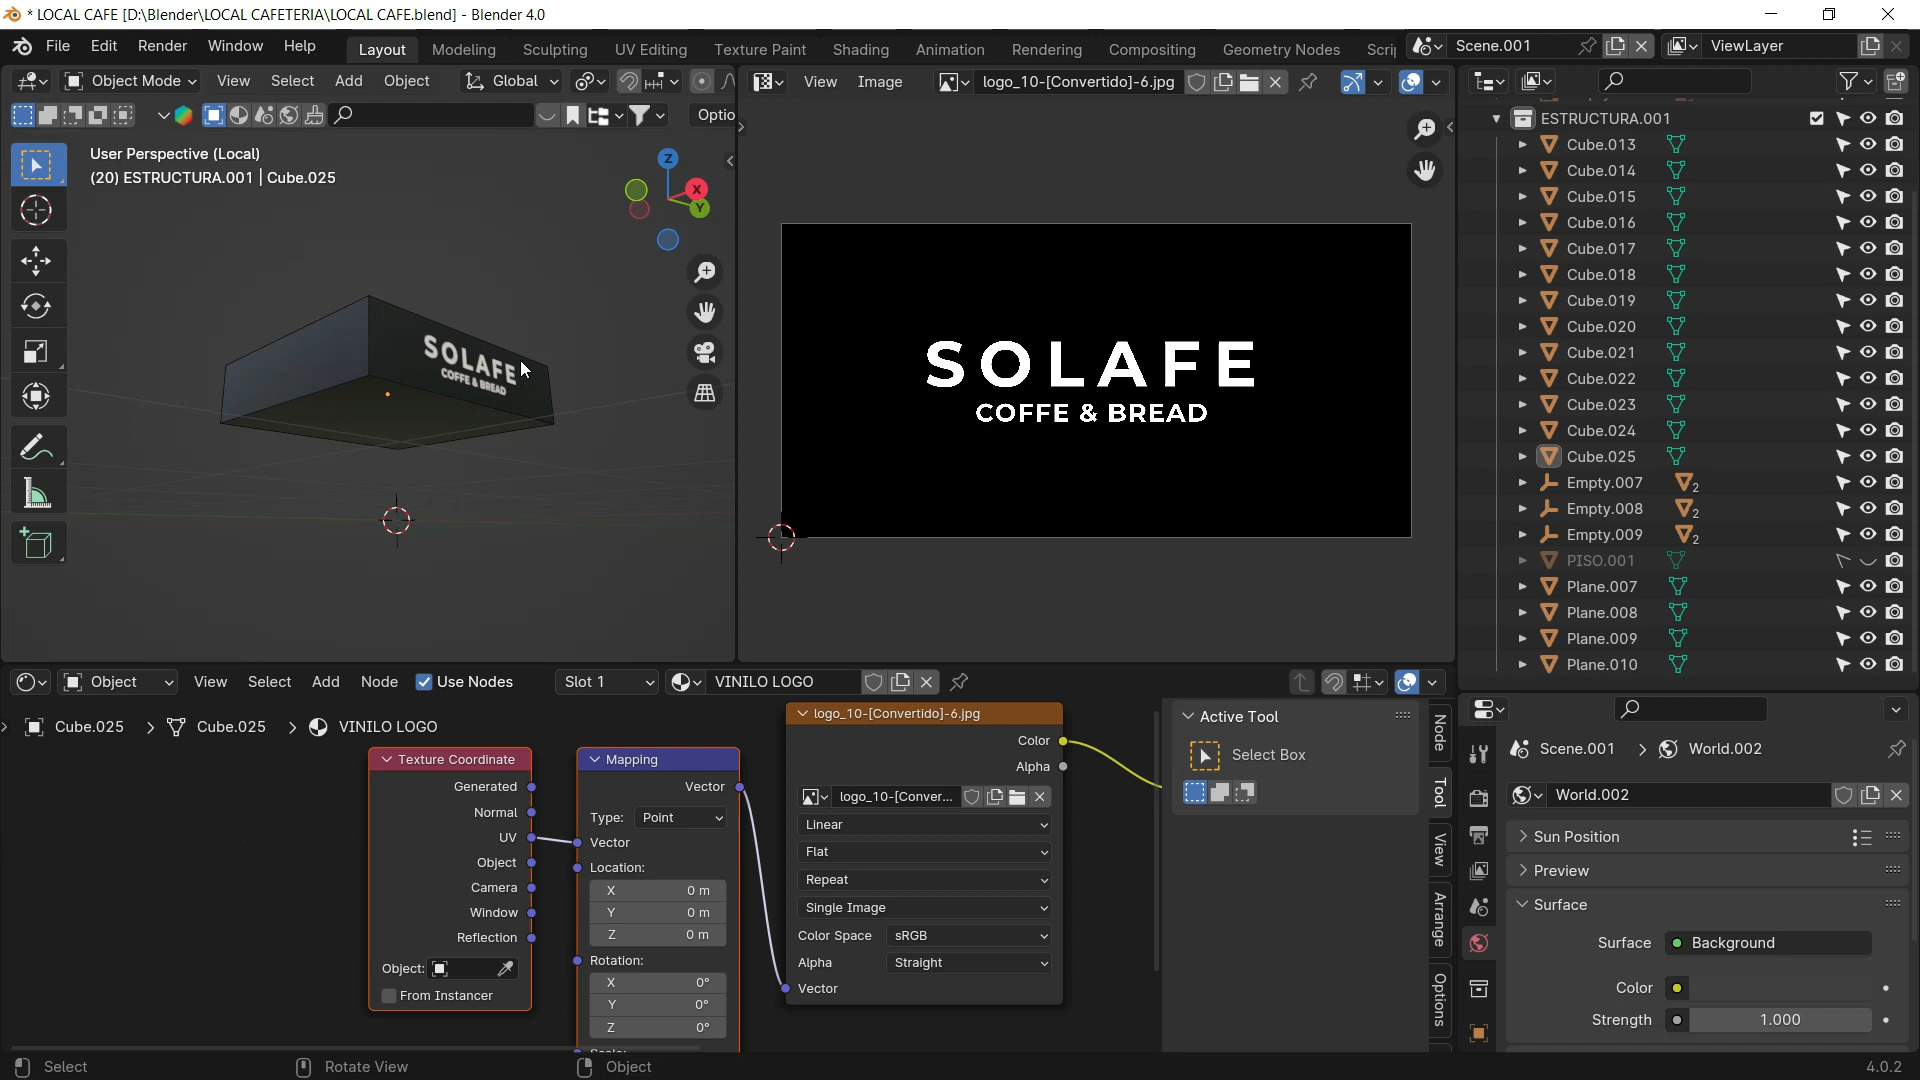 * LOCAL CAFE [D:\Blender\LOCAL CAFETERIA\LOCAL CAFE.blend] - Blender 4.0
File Edit Render Window Help
Layout Modeling Sculpting UV Editing Texture Paint Shading Animation Rendering Compositing Geometry Nodes Scri
Scene.001
ViewLayer
Object Mode View Select Add Object Global
View Image logo_10-[Convertido]-6.jpg
Optio
User Perspective (Local)
(20) ESTRUCTURA.001 | Cube.025
Z
X
Y
SOLAFE
COFFE & BREAD
SOLAFE
COFFE & BREAD
ESTRUCTURA.001
Cube.013
Cube.014
Cube.015
Cube.016
Cube.017
Cube.018
Cube.019
Cube.020
Cube.021
Cube.022
Cube.023
Cube.024
Cube.025
Empty.007 2
Empty.008 2
Empty.009 2
PISO.001
Plane.007
Plane.008
Plane.009
Plane.010
Object View Select Add Node Use Nodes Slot 1 VINILO LOGO
Cube.025 > Cube.025 > VINILO LOGO
Texture Coordinate
Generated
Normal
UV
Object
Camera
Window
Reflection
Object:
From Instancer
Mapping
Vector
Type: Point
Vector
Location:
X 0 m
Y 0 m
Z 0 m
Rotation:
X 0°
Y 0°
Z 0°
logo_10-[Convertido]-6.jpg
Color
Alpha
logo_10-[Conver...
Linear
Flat
Repeat
Single Image
Color Space sRGB
Alpha Straight
Vector
Active Tool
Select Box
Node
Tool
View
Arrange
Options
Scene.001 > World.002
World.002
Sun Position
Preview
Surface
Surface Background
Color
Strength 1.000
Select
Rotate View
Object
4.0.2